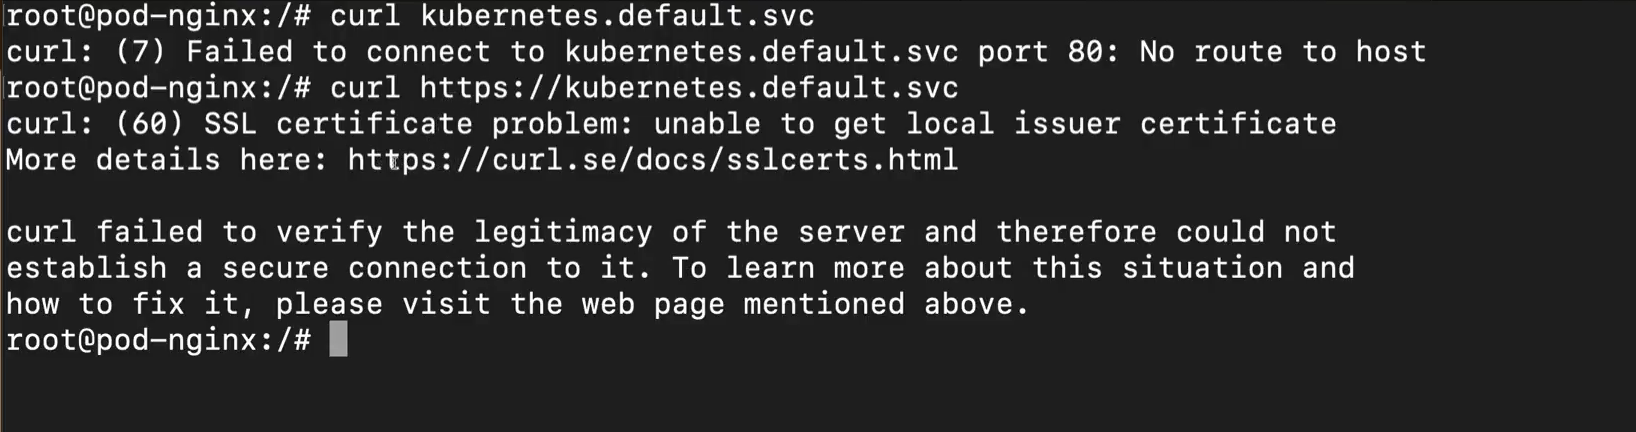 root@pod-nginx:/# curl kubernetes.default.svc
curl: (7) Failed to connect to kubernetes.default.svc port 80: No route to host
root@pod-nginx:/# curl https://kubernetes.default.svc
curl: (60) SSL certificate problem: unable to get local issuer certificate
More details here: https://curl.se/docs/sslcerts.html

curl failed to verify the legitimacy of the server and therefore could not
establish a secure connection to it. To learn more about this situation and
how to fix it, please visit the web page mentioned above.
root@pod-nginx:/#